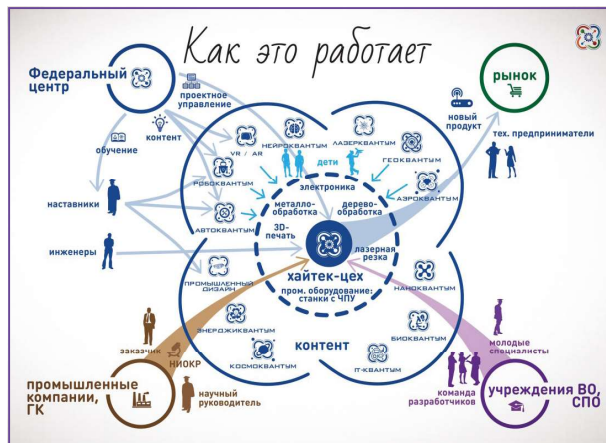 Как это работает
Федеральный
центр
рынок
проектное
управление
контент
обучение
новый
продукт
тех. предприниматели
VR / AR
НЕЙРОКВАНТУМ
ЛАЗЕРКВАНТУМ
ГЕОКВАНТУМ
дети
РОБОКВАНТУМ
АЭРОКВАНТУМ
электроника
наставники
АВТОКВАНТУМ
металло-
обработка
дерево-
обработка
3D-
печать
инженеры
лазерная
резка
хайтек-цех
пром. оборудование:
станки с ЧПУ
ПРОМЫШЛЕННЫЙ
ДИЗАЙН
НАНОКВАНТУМ
ЭНЕРДЖИКВАНТУМ
БИОКВАНТУМ
контент
КОСМОКВАНТУМ
IT-КВАНТУМ
заказчик
НИОКР
молодые
специалисты
промышленные
компании,
ГК
научный
руководитель
команда
разработчиков
учреждения ВО,
СПО